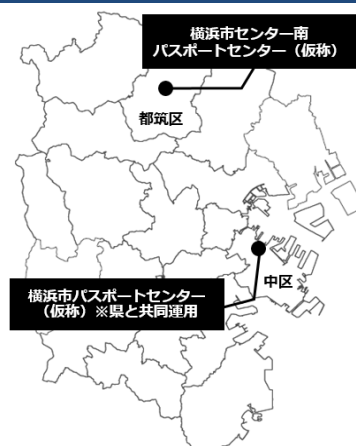 横浜市センター南
パスポートセンター（仮称）
都筑区
中区
横浜市パスポートセンター
（仮称）※県と共同運用